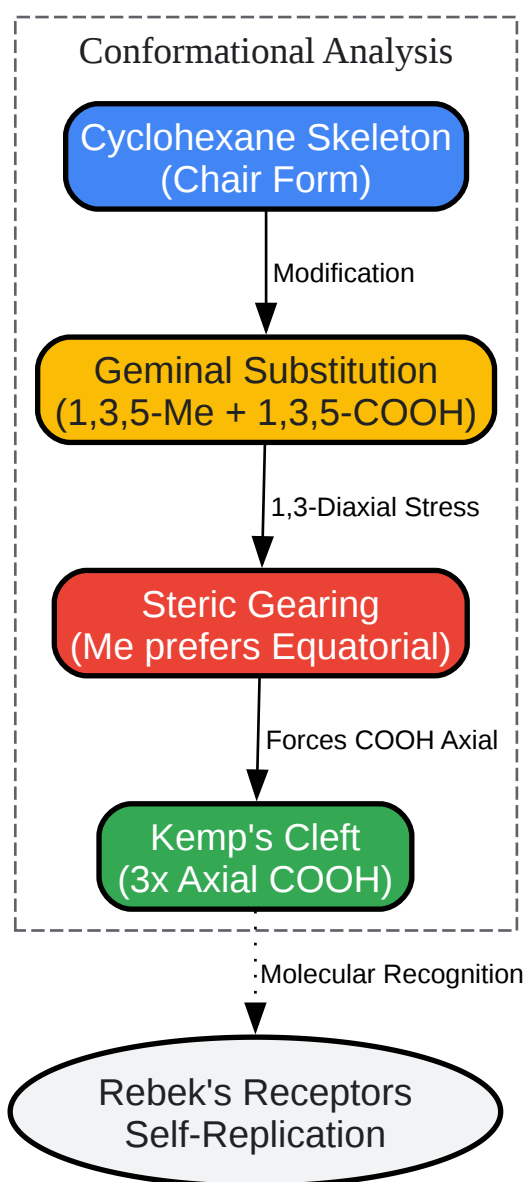 Conformational Analysis
Cyclohexane Skeleton
(Chair Form)
Modification
Geminal Substitution
(1,3,5-Me + 1,3,5-COOH)
1,3-Diaxial Stress
Steric Gearing
(Me prefers Equatorial)
Forces COOH Axial
Kemp's Cleft
(3x Axial COOH)
Molecular Recognition
Rebek's Receptors
Self-Replication